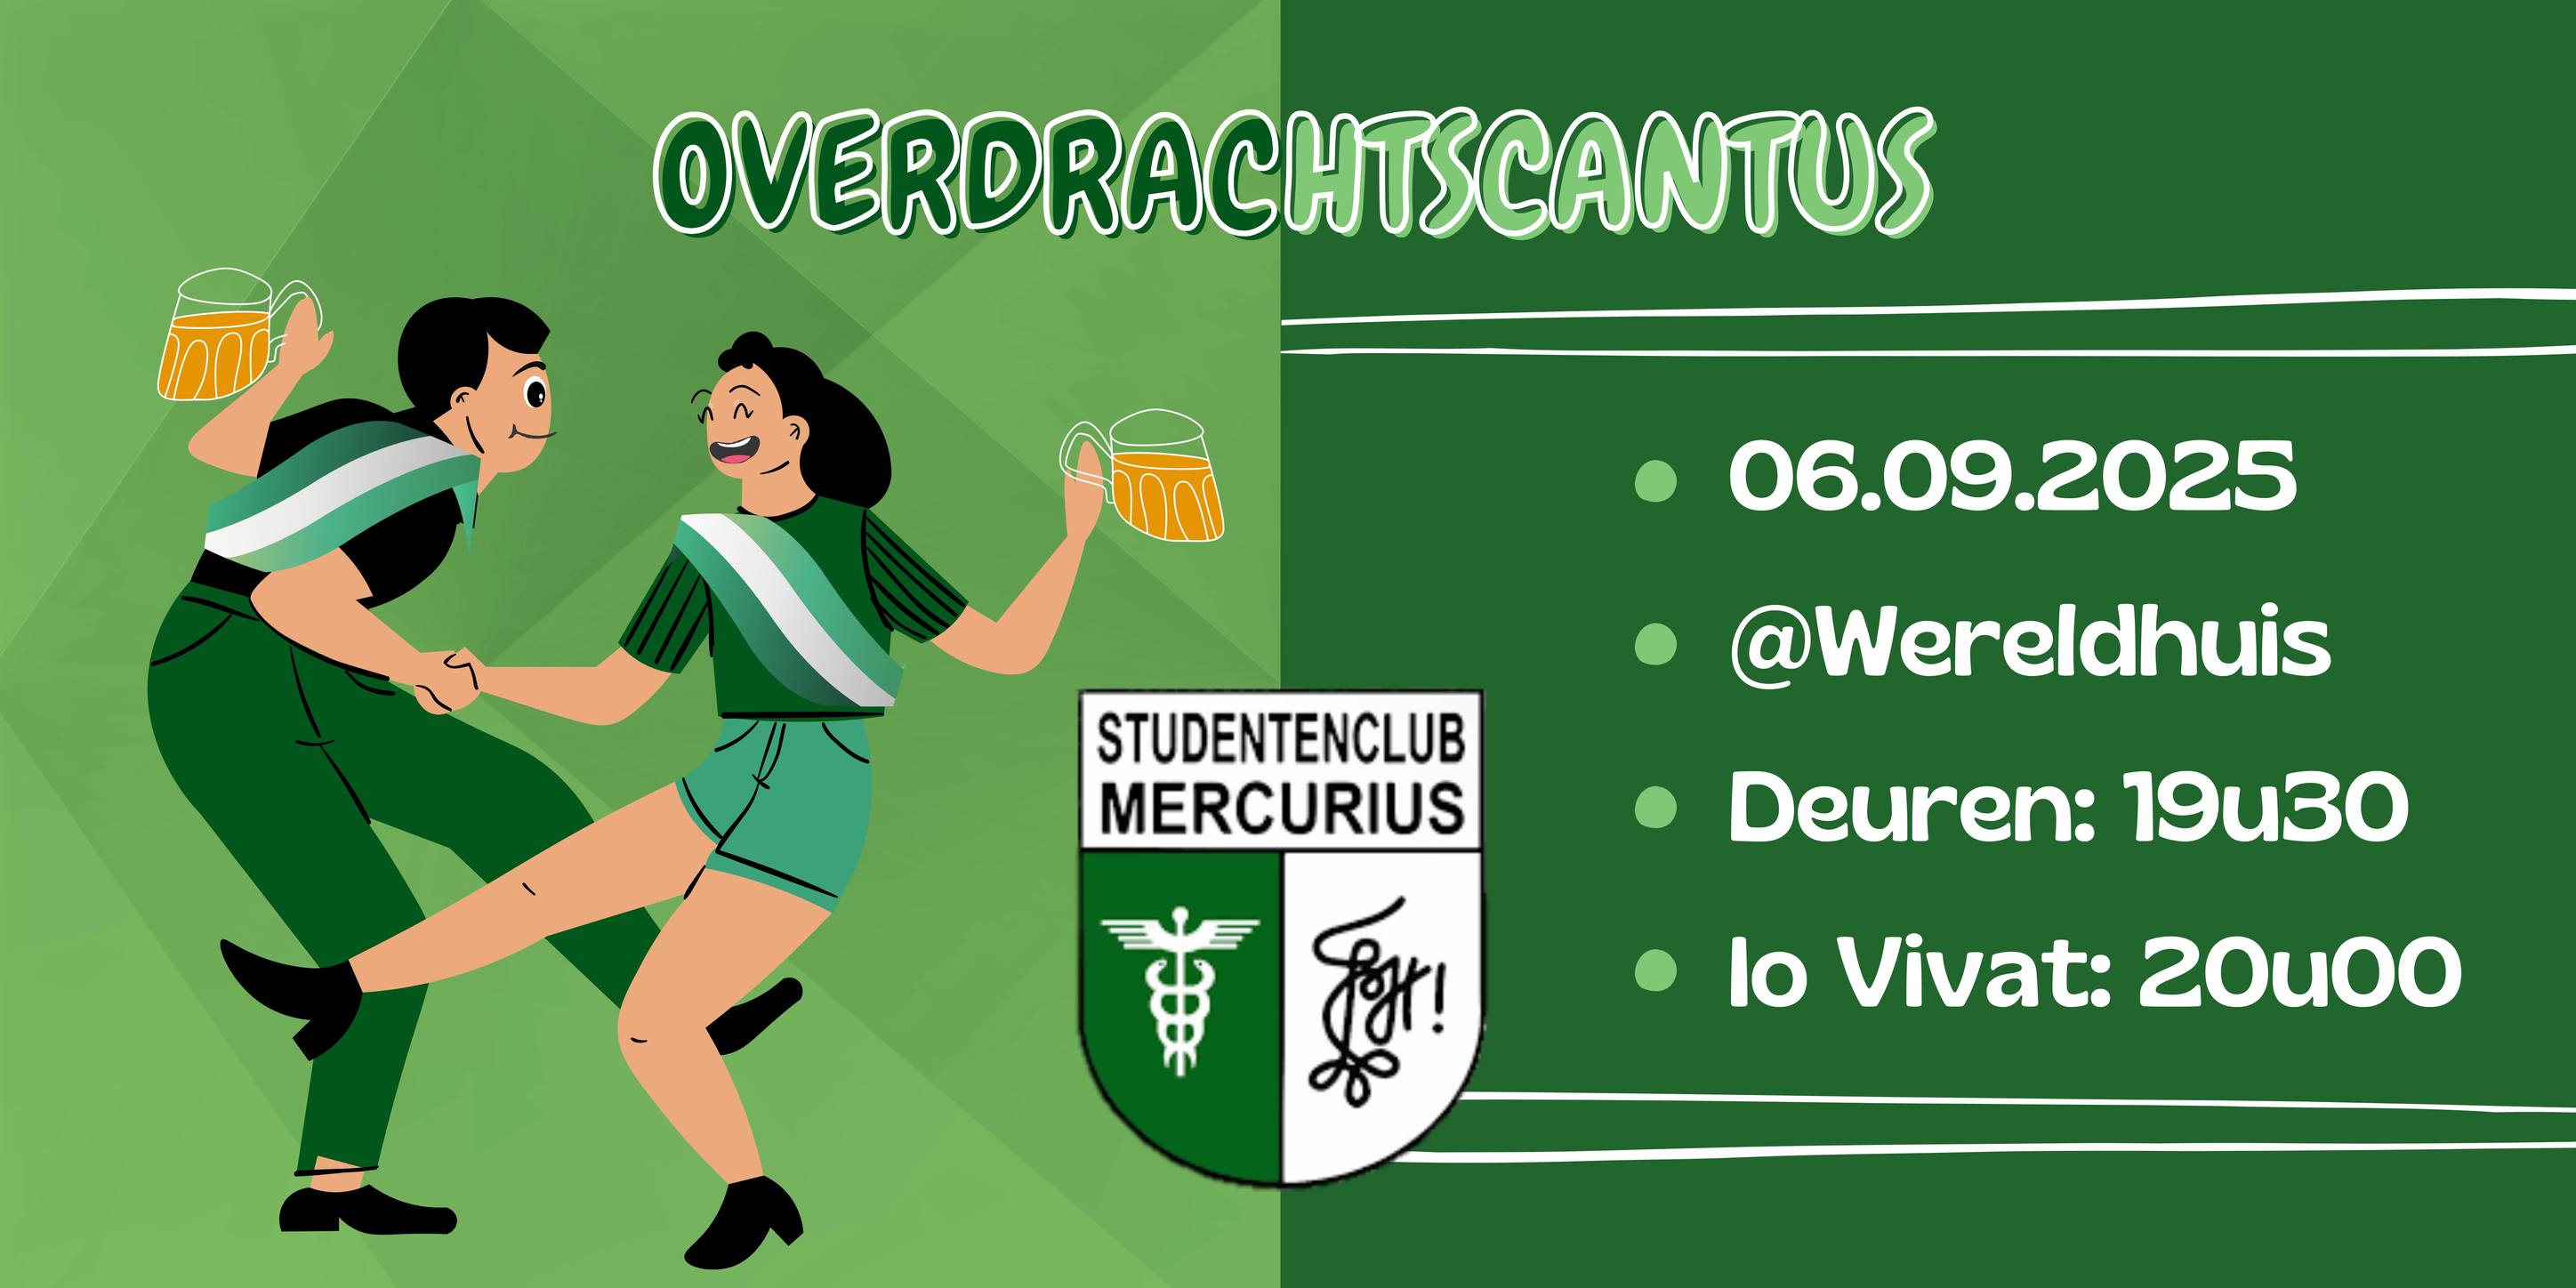 OVERDRACHTSCANTUS
06.09.2025
@Wereldhuis
Deuren: 19u30
Io Vivat: 20u00
STUDENTENCLUB
MERCURIUS